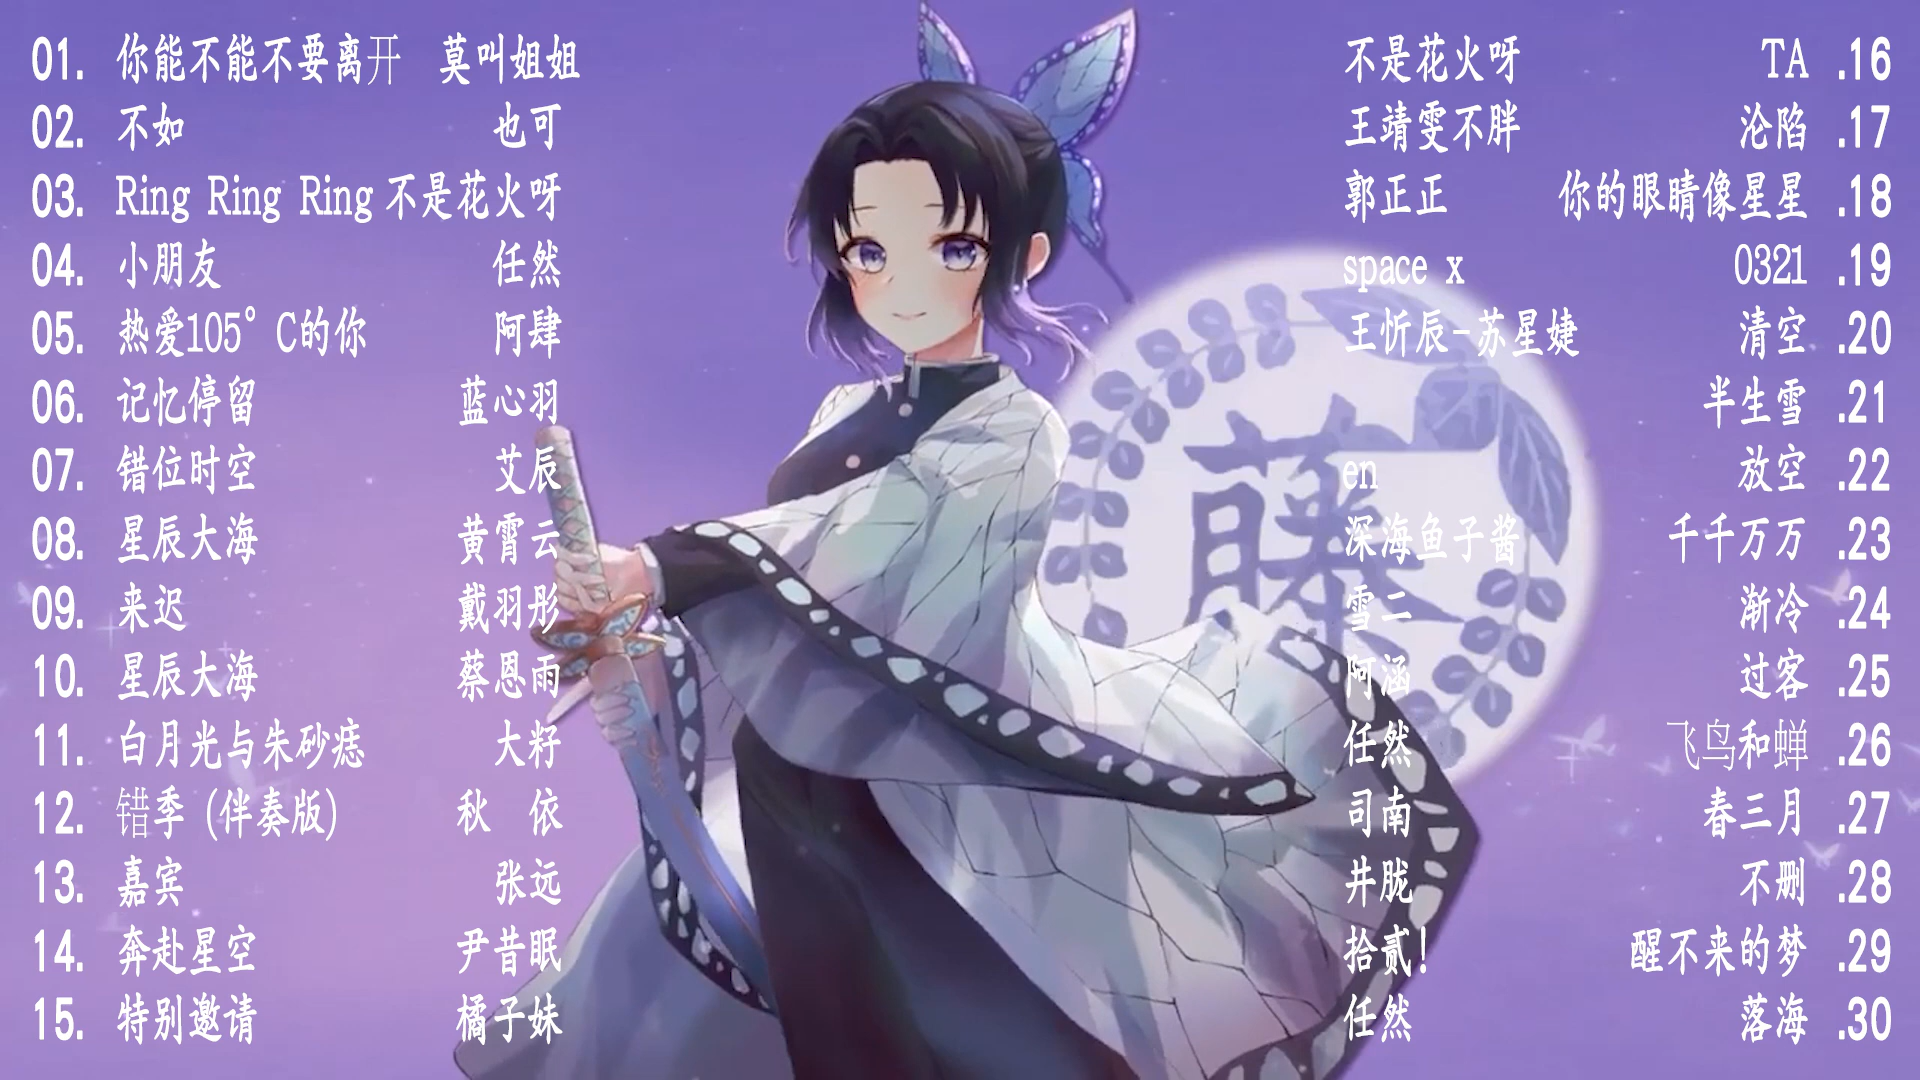 01. 你能不能不要离开 莫叫姐姐
02. 不如 也可
03. Ring Ring Ring 不是花火呀
04. 小朋友 任然
05. 热爱105°C的你 阿肆
06. 记忆停留 蓝心羽
07. 错位时空 艾辰
08. 星辰大海 黄霄云
09. 来迟 戴羽彤
10. 星辰大海 蔡恩雨
11. 白月光与朱砂痣 大籽
12. 错季 (伴奏版) 秋 依
13. 嘉宾 张远
14. 奔赴星空 尹昔眠
15. 特别邀请 橘子妹
不是花火呀 TA .16
王靖雯不胖 沦陷 .17
郭正正 你的眼睛像星星 .18
space x 0321 .19
王忻辰-苏星婕 清空 .20
半生雪 .21
en 放空 .22
深海鱼子酱 千千万万 .23
雪二 渐冷 .24
阿涵 过客 .25
任然 飞鸟和蝉 .26
司南 春三月 .27
井胧 不删 .28
拾贰! 醒不来的梦 .29
任然 落海 .30
藤